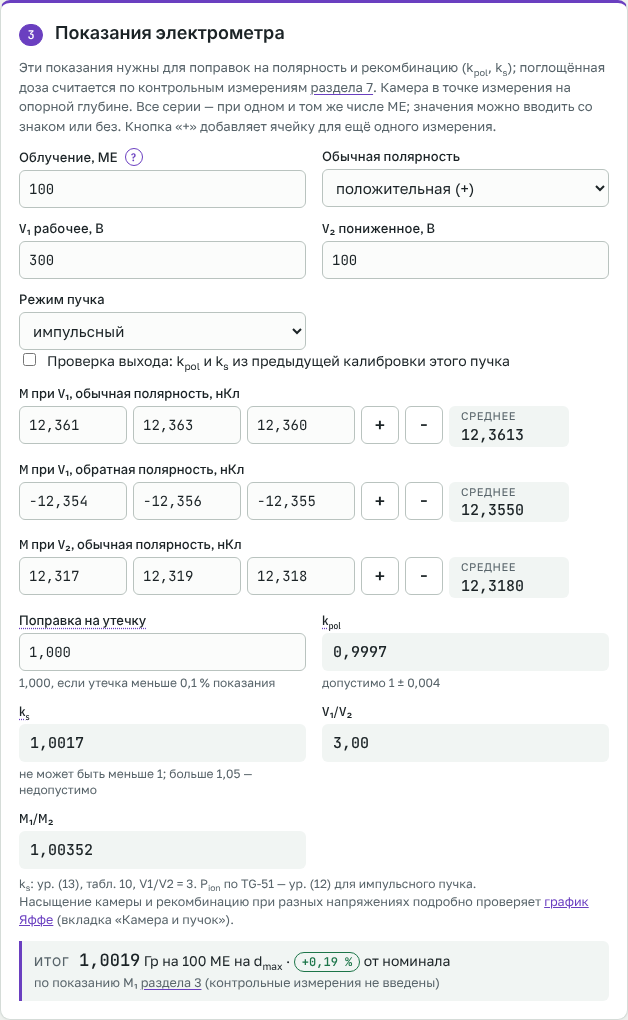 3 Показания электрометра
Эти показания нужны для поправок на полярность и рекомбинацию (kpol, ks); поглощённая
доза считается по контрольным измерениям раздела 7. Камера в точке измерения на
опорной глубине. Все серии — при одном и том же числе МЕ; значения можно вводить со
знаком или без. Кнопка «+» добавляет ячейку для ещё одного измерения.
Облучение, МЕ ? Обычная полярность
100 положительная (+)
V₁ рабочее, В V₂ пониженное, В
300 100
Режим пучка
импульсный
Проверка выхода: kpol и ks из предыдущей калибровки этого пучка
M при V₁, обычная полярность, нКл
12,361 12,363 12,360 + - СРЕДНЕЕ
12,3613
M при V₁, обратная полярность, нКл
-12,354 -12,356 -12,355 + - СРЕДНЕЕ
12,3550
M при V₂, обычная полярность, нКл
12,317 12,319 12,318 + - СРЕДНЕЕ
12,3180
Поправка на утечку kpol
1,000 0,9997
1,000, если утечка меньше 0,1 % показания допустимо 1 ± 0,004
ks V₁/V₂
1,0017 3,00
не может быть меньше 1; больше 1,05 —
недопустимо
M₁/M₂
1,00352
ks: ур. (13), табл. 10, V1/V2 = 3. Pion по TG-51 — ур. (12) для импульсного пучка.
Насыщение камеры и рекомбинацию при разных напряжениях подробно проверяет график
Яффе (вкладка «Камера и пучок»).
ИТОГ 1,0019 Гр на 100 МЕ на dmax · +0,19 % от номинала
по показанию M₁ раздела 3 (контрольные измерения не введены)